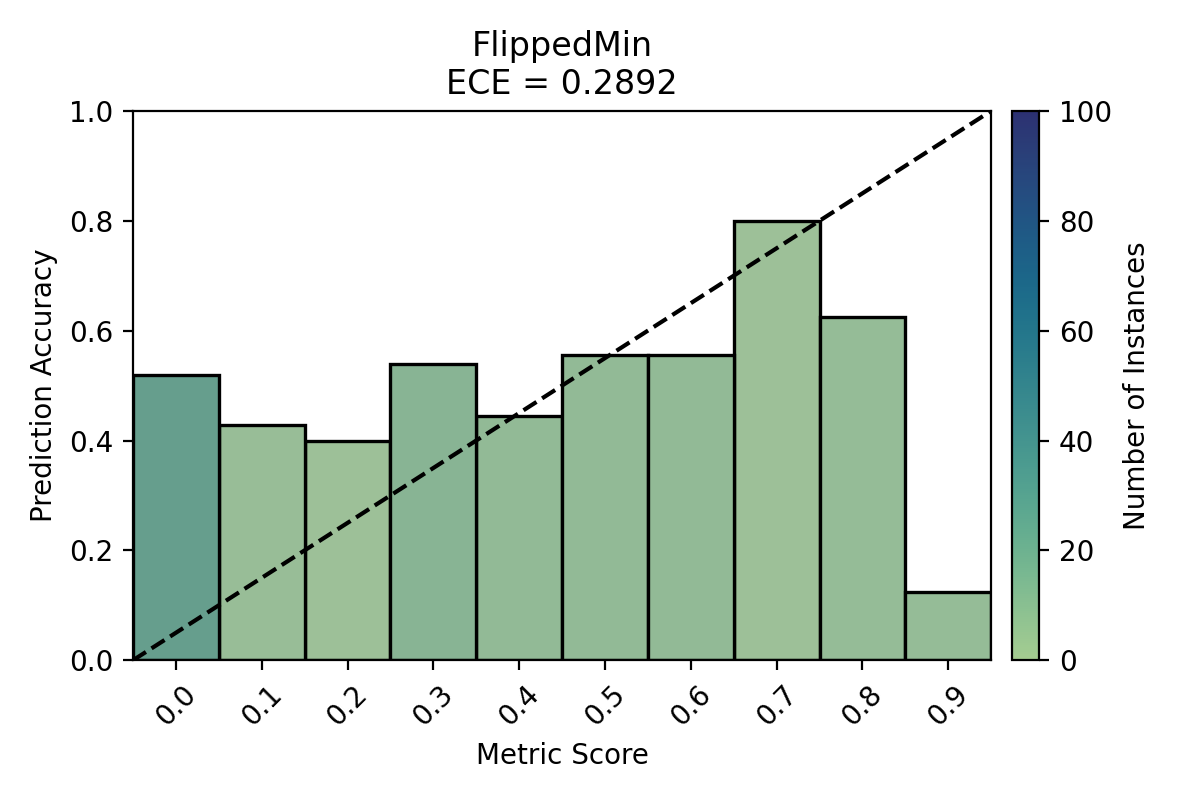 FlippedMin
ECE = 0.2892
Prediction Accuracy
1.0
0.8
0.6
0.4
0.2
0.0
0.0 0.1 0.2 0.3 0.4 0.5 0.6 0.7 0.8 0.9
Metric Score
100
80
60
40
20
0
Number of Instances